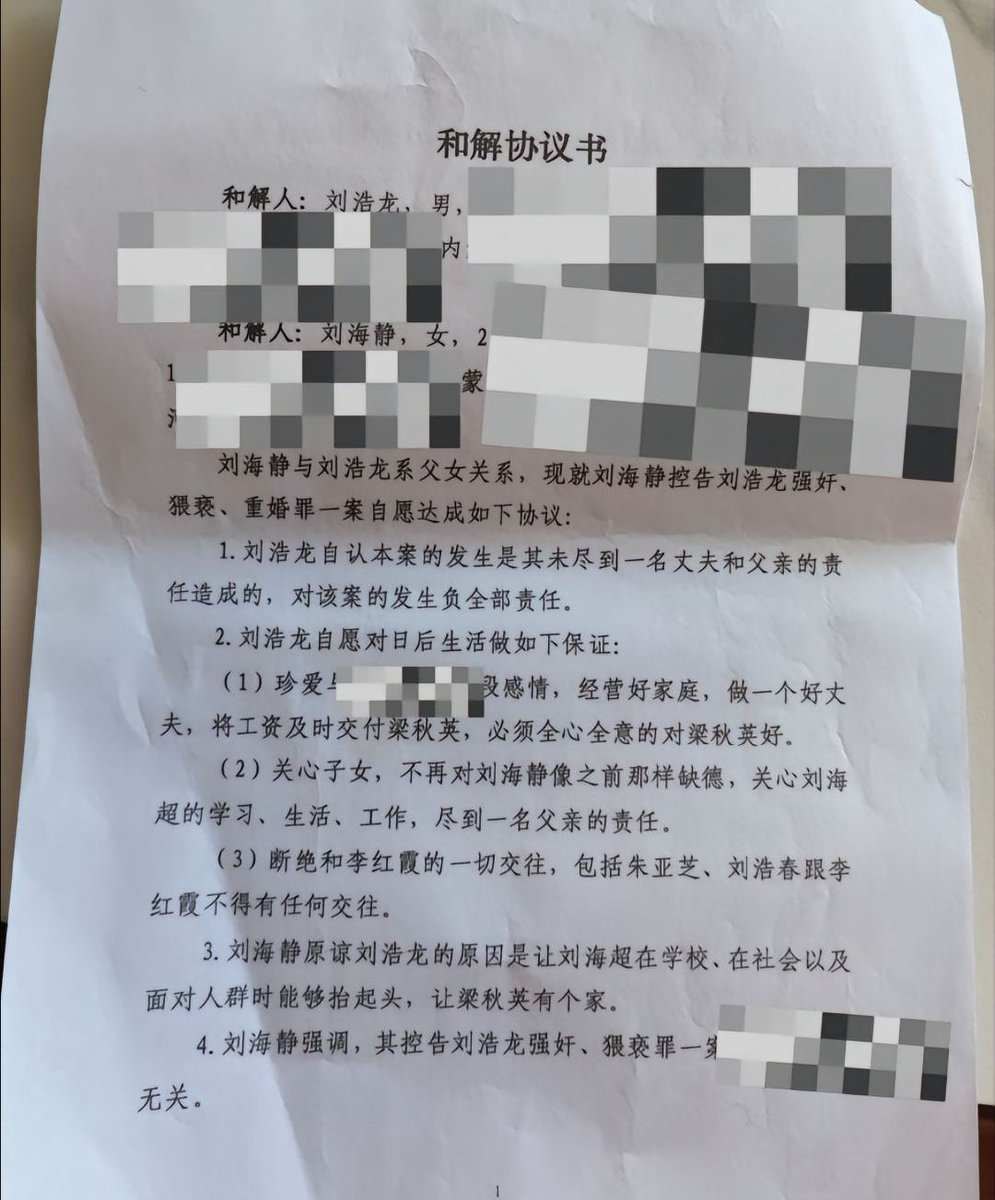 和解协议书
和解人：刘浩龙，男，
内
和解人：刘海静，女，2
1 蒙
刘海静与刘浩龙系父女关系，现就刘海静控告刘浩龙强奸、
猥亵、重婚罪一案自愿达成如下协议：
1.刘浩龙自认本案的发生是其未尽到一名丈夫和父亲的责
任造成的，对该案的发生负全部责任。
2.刘浩龙自愿对日后生活做如下保证：
（1）珍爱与 段感情，经营好家庭，做一个好丈
夫，将工资及时交付梁秋英，必须全心全意的对梁秋英好。
（2）关心子女，不再对刘海静像之前那样缺德，关心刘海
超的学习、生活、工作，尽到一名父亲的责任。
（3）断绝和李红霞的一切交往，包括朱亚芝、刘浩春跟李
红霞不得有任何交往。
3.刘海静原谅刘浩龙的原因是让刘海超在学校、在社会以及
面对人群时能够抬起头，让梁秋英有个家。
4.刘海静强调，其控告刘浩龙强奸、猥亵罪一案
无关。
1